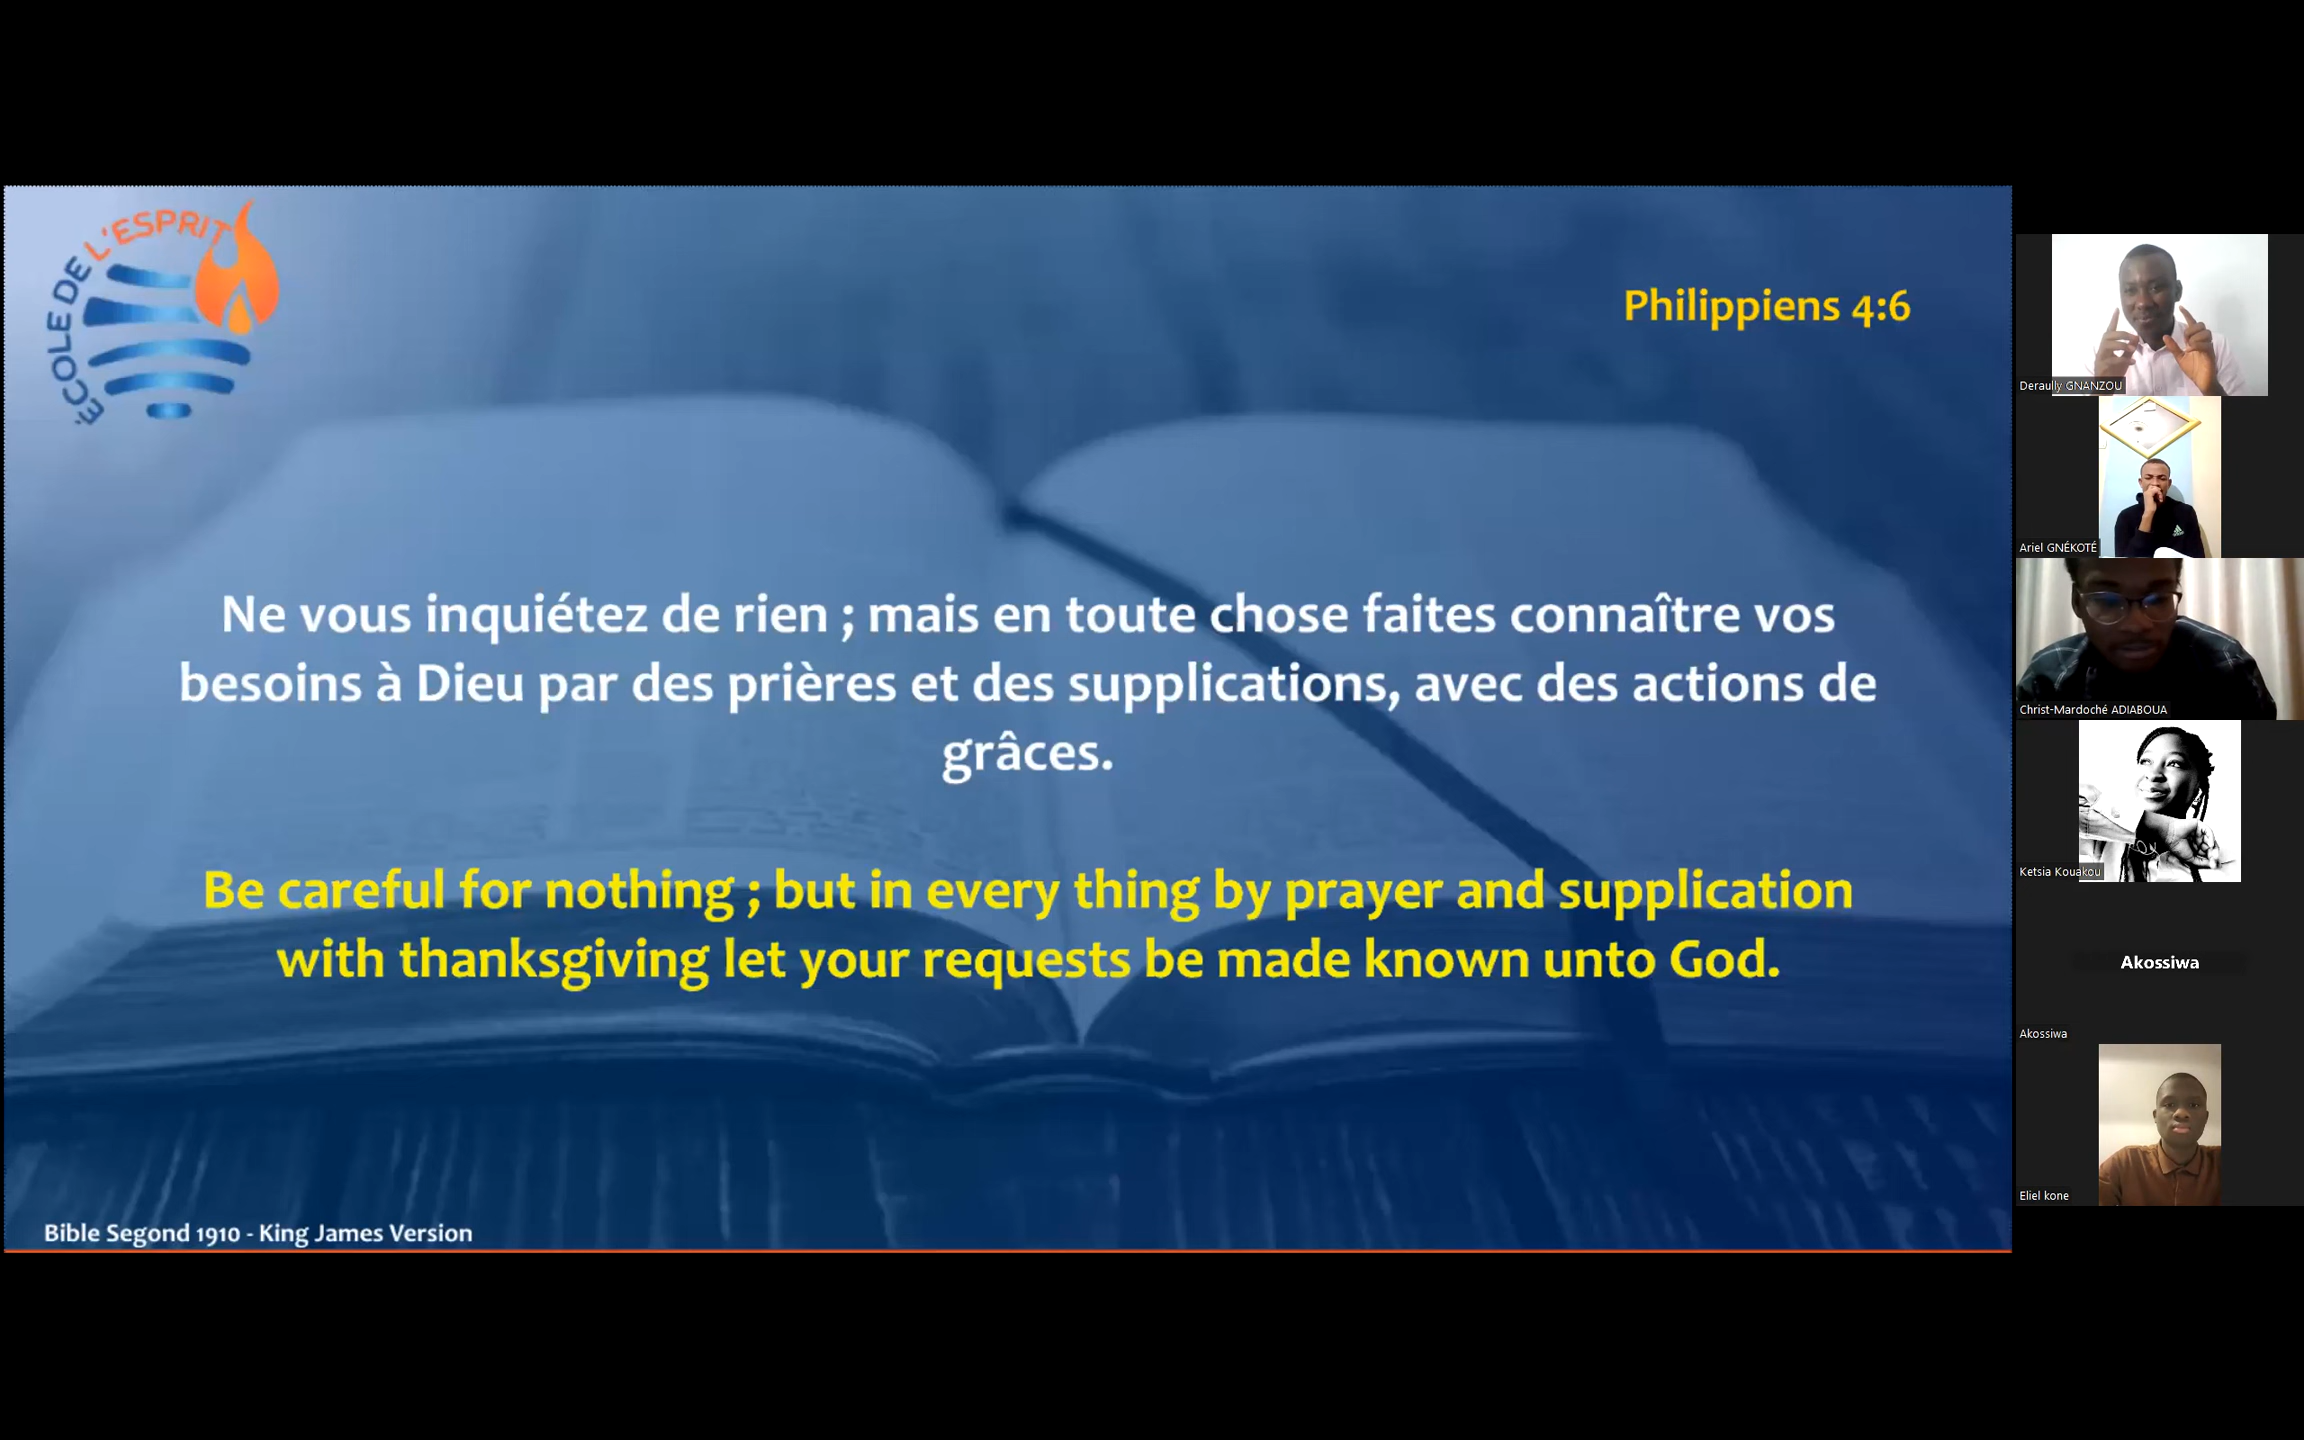 ÉCOLE DE L'ESPRIT
Philippiens 4:6
Ne vous inquiétez de rien ; mais en toute chose faites connaître vos
besoins à Dieu par des prières et des supplications, avec des actions de
grâces.
Be careful for nothing ; but in every thing by prayer and supplication
with thanksgiving let your requests be made known unto God.
Bible Segond 1910 - King James Version
Deraully GNANZOU
Ariel GNÉKOTÉ
Christ-Mardoché ADIABOUA
Ketsia Kouakou
Akossiwa
Akossiwa
Eliel kone